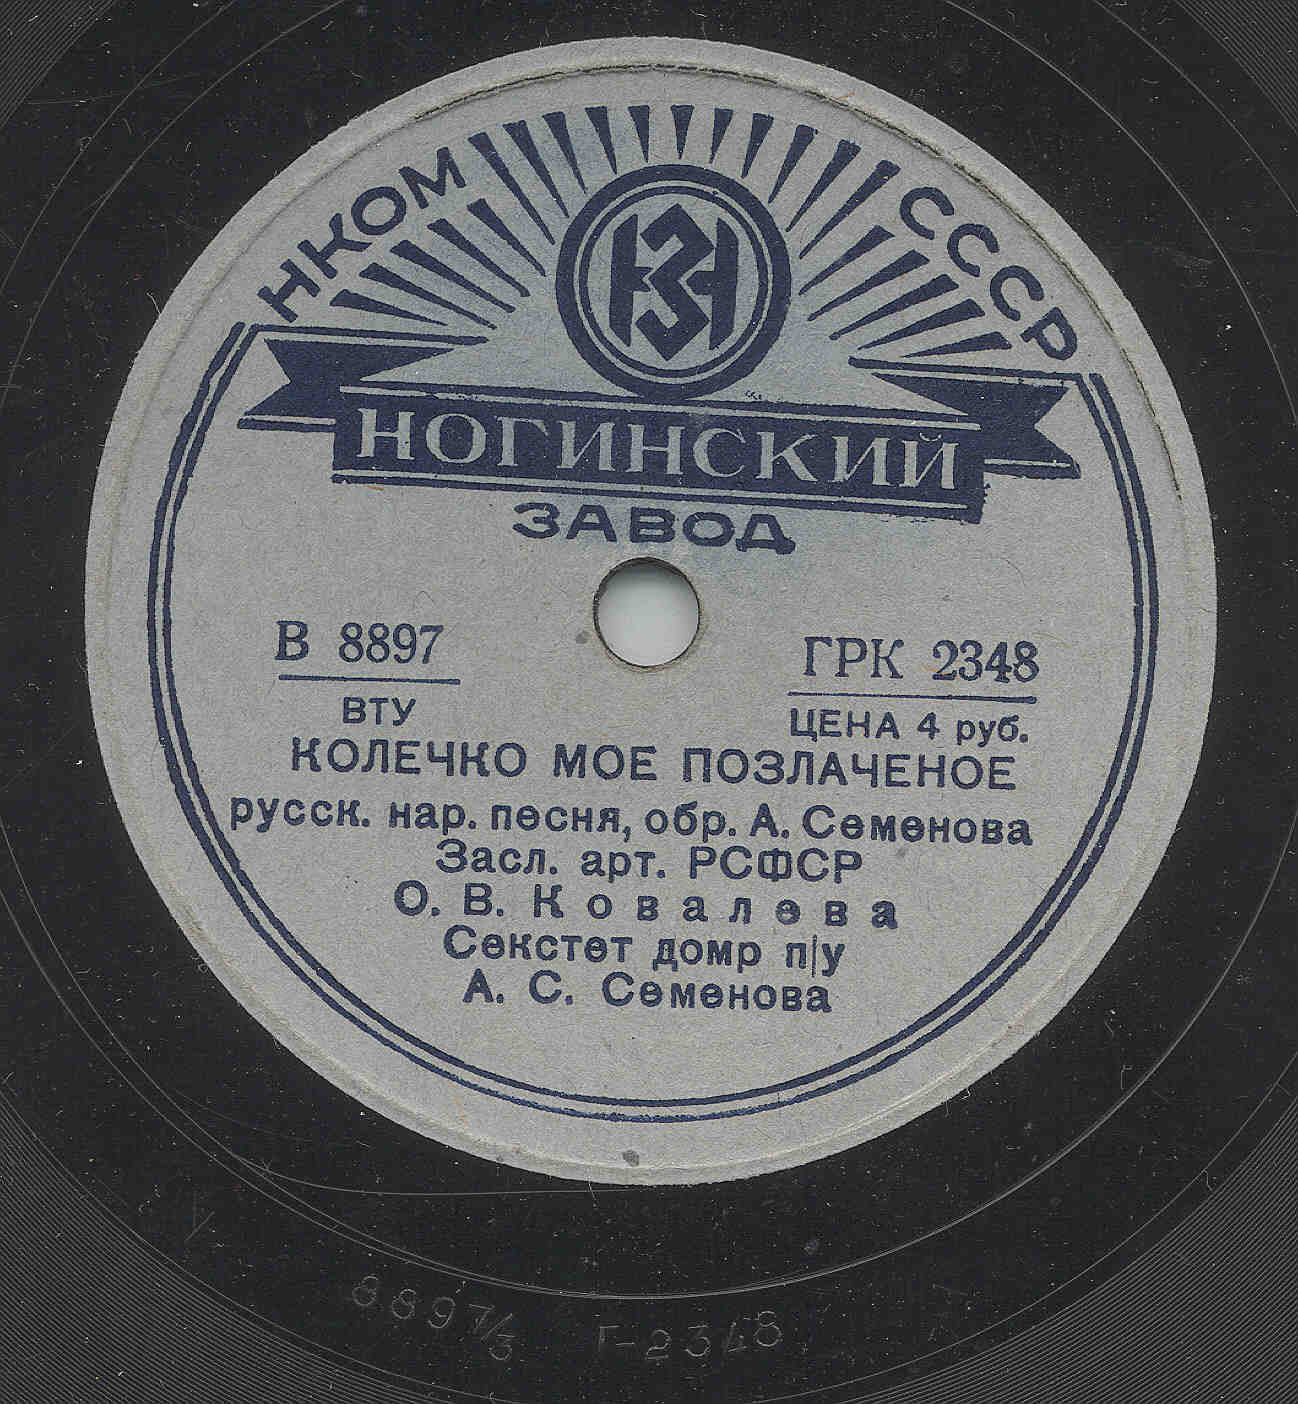 НКОМ СССР
НЗ
НОГИНСКИЙ
ЗАВОД
В 8897
ГРК 2348
ВТУ
ЦЕНА 4 руб.
КОЛЕЧКО МОЕ ПОЗЛАЧЕНОЕ
русск. нар. песня, обр. А. Семенова
Засл. арт. РСФСР
О. В. Ковалева
Секстет домр п/у
А. С. Семенова
8897/3 Г-2348